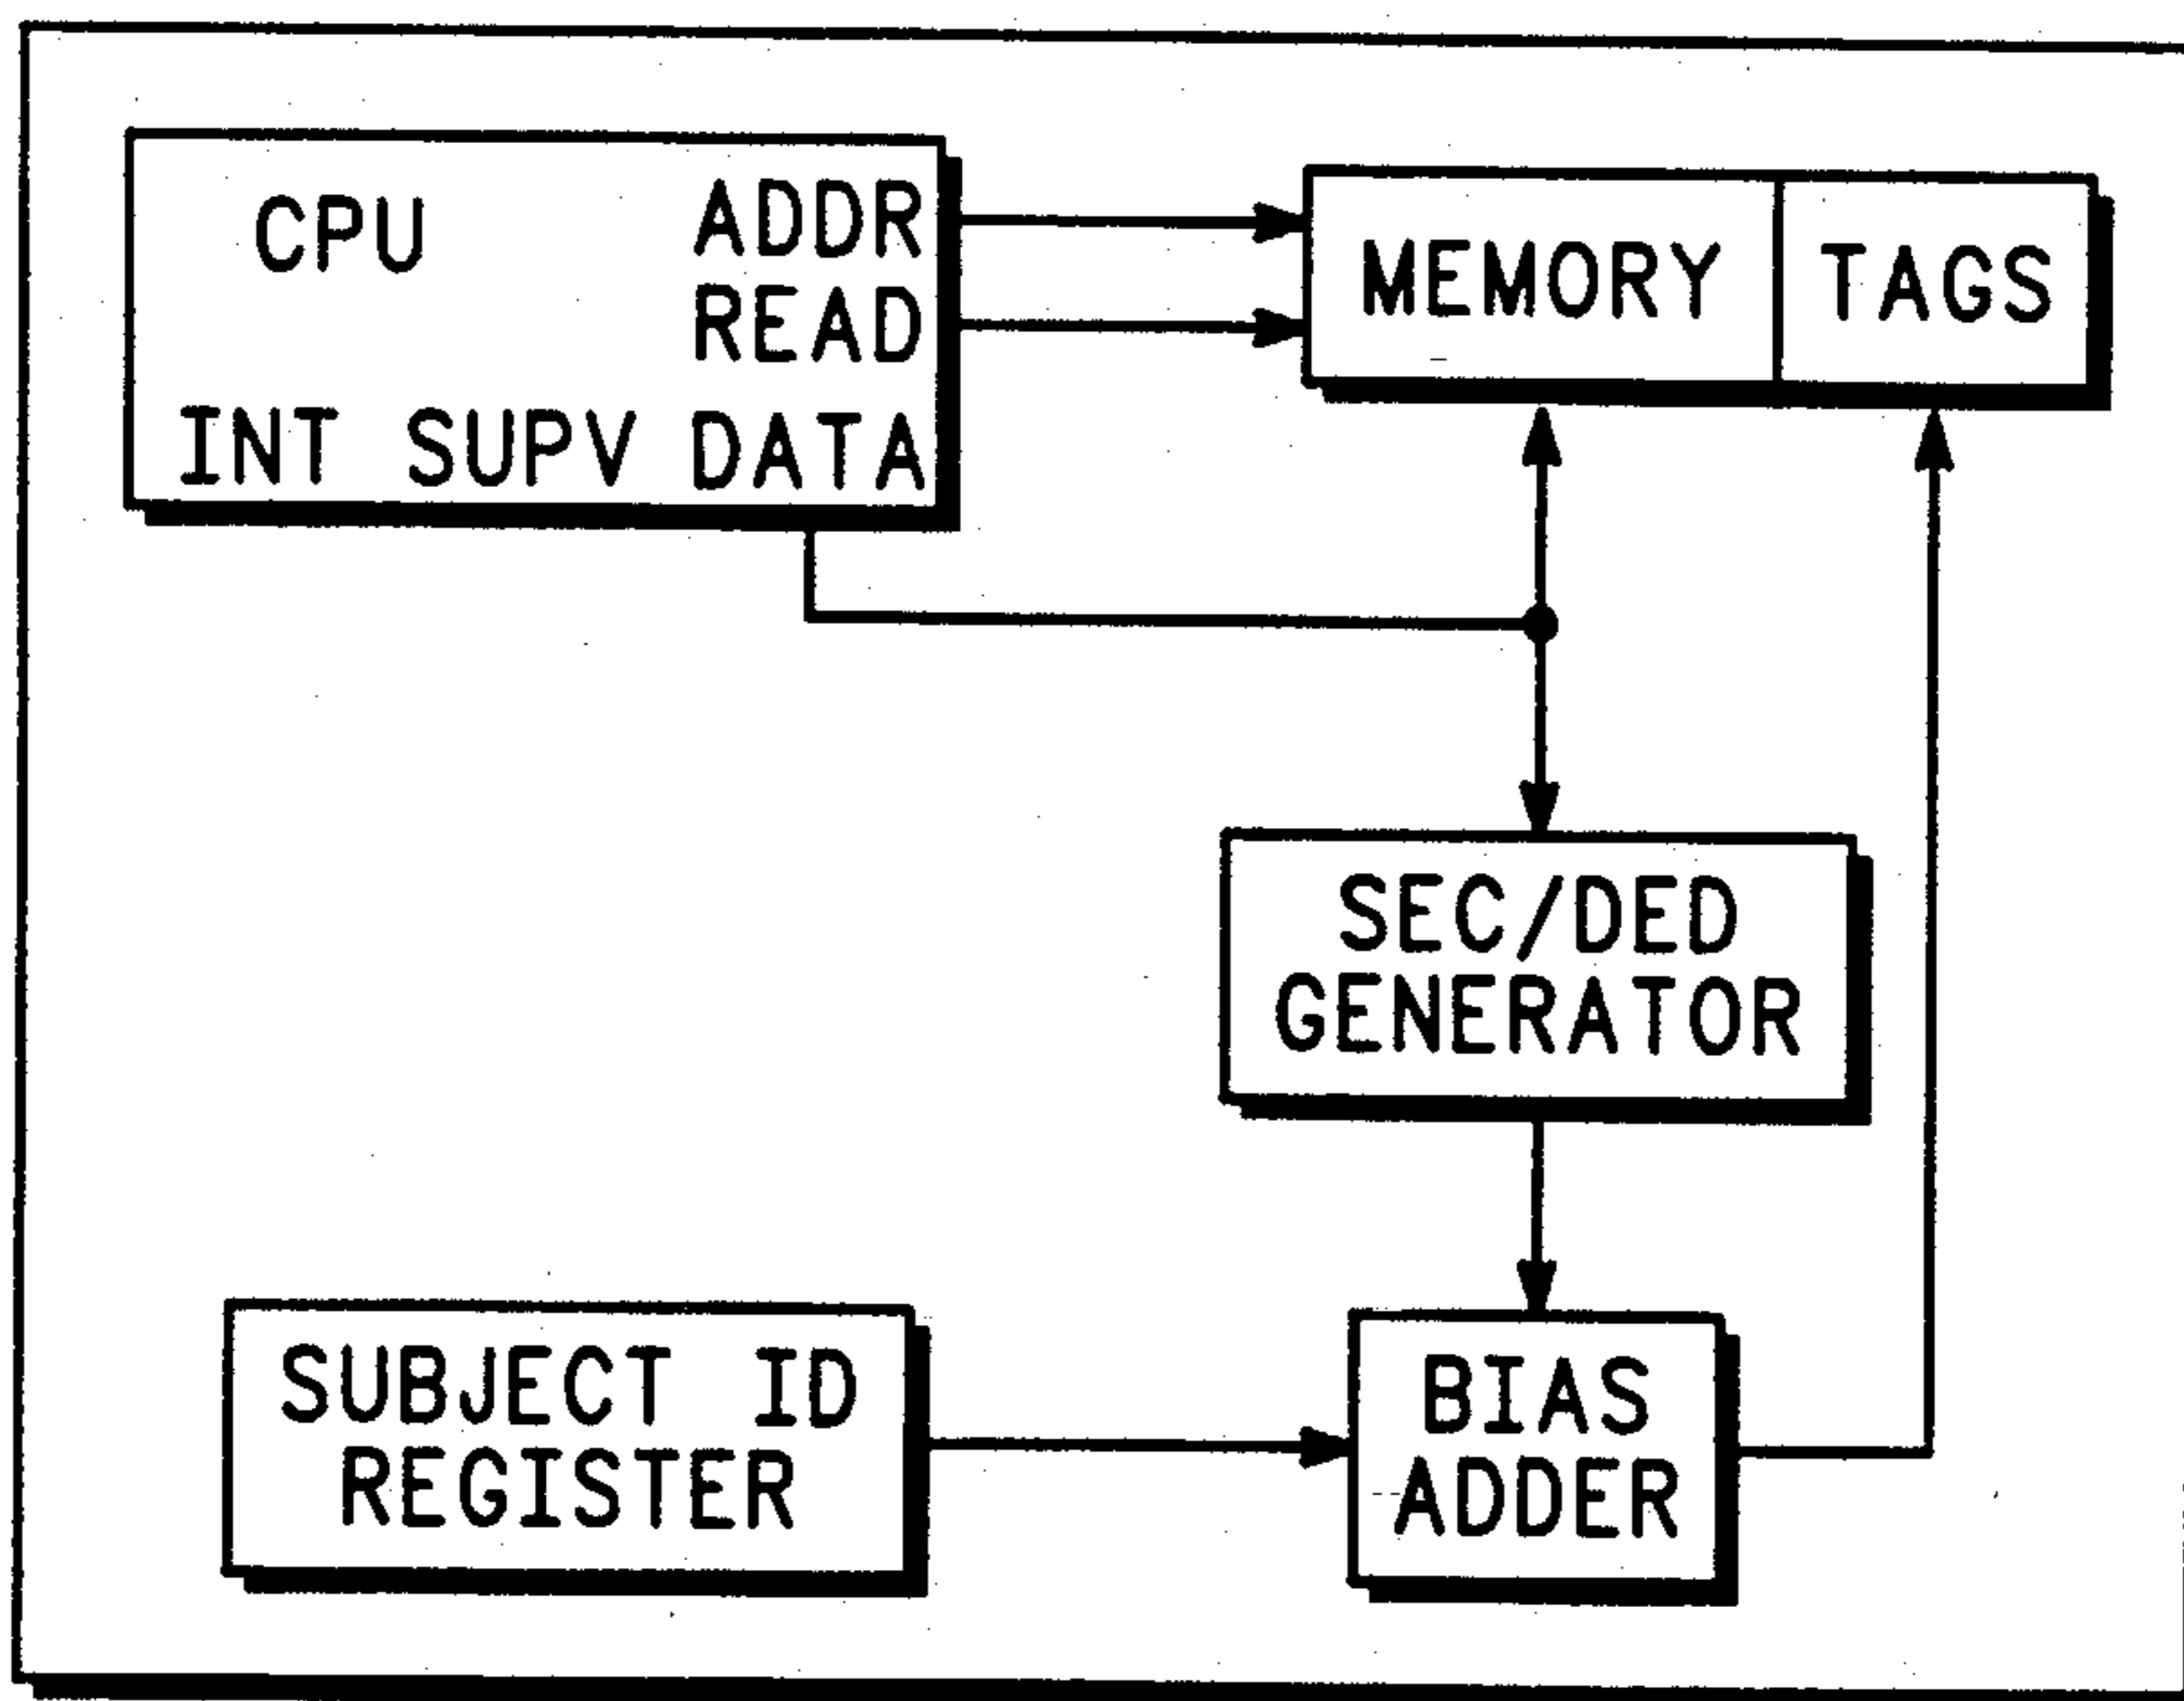 CPU ADDR
READ
INT SUPV DATA
MEMORY TAGS
SEC/DED
GENERATOR
SUBJECT ID
REGISTER
BIAS
ADDER